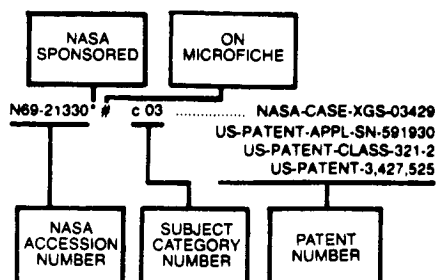 NASA
SPONSORED
ON
MICROFICHE
N69-21330*# c 03 .............. NASA-CASE-XGS-03429
US-PATENT-APPL-SN-591930
US-PATENT-CLASS-321-2
US-PATENT-3,427,525
NASA
ACCESSION
NUMBER
SUBJECT
CATEGORY
NUMBER
PATENT
NUMBER